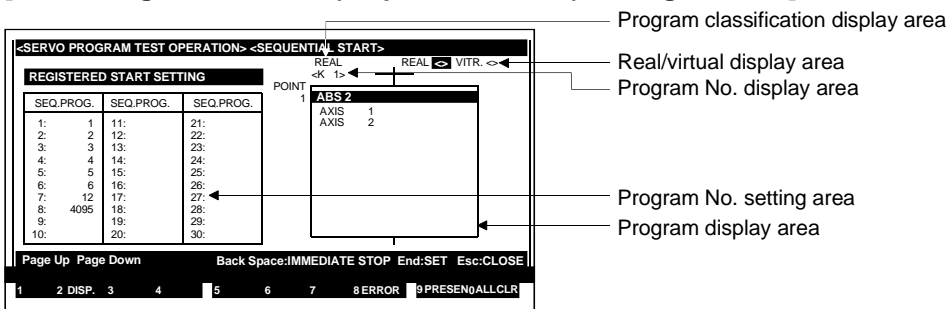 Program classification display area
<SERVO PROGRAM TEST OPERATION> <SEQUENTIAL START>
REAL REAL <> VITR. <>
Real/virtual display area
REGISTERED START SETTING
<K 1>
Program No. display area
POINT
1
ABS 2
SEQ.PROG. SEQ.PROG. SEQ.PROG.
AXIS 1
AXIS 2
1: 1 11: 21:
2: 2 12: 22:
3: 3 13: 23:
4: 4 14: 24:
5: 5 15: 25:
6: 6 16: 26:
7: 12 17: 27:
8: 4095 18: 28:
9: 19: 29:
10: 20: 30:
Program No. setting area
Program display area
Page Up Page Down Back Space:IMMEDIATE STOP End:SET Esc:CLOSE
1 2 DISP. 3 4 5 6 7 8 ERROR 9 PRESEN0ALLCLR